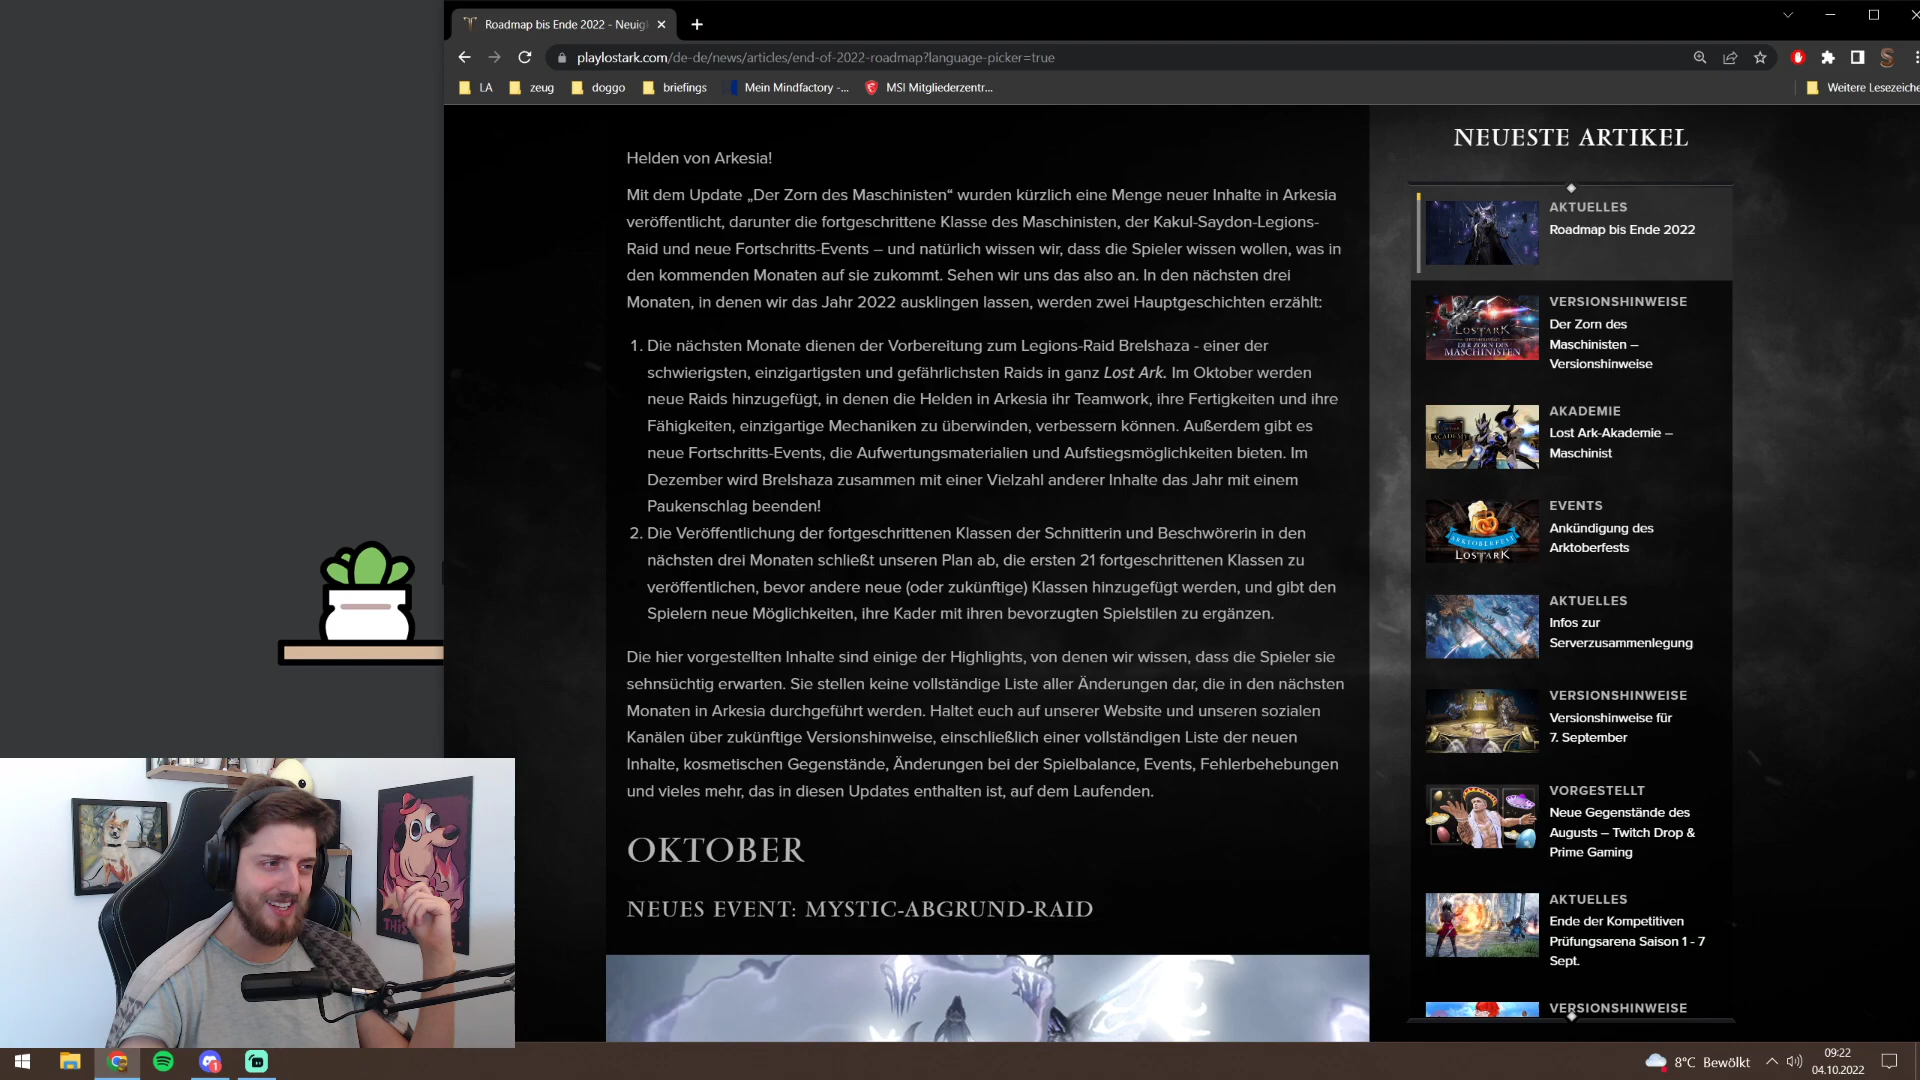 Roadmap bis Ende 2022 - Neuig
playlostark.com/de-de/news/articles/end-of-2022-roadmap?language-picker=true
LA
zeug
doggo
briefings
Mein Mindfactory -...
MSI Mitgliederzentr...
Weitere Lesezeiche
Helden von Arkesia!
Mit dem Update „Der Zorn des Maschinisten“ wurden kürzlich eine Menge neuer Inhalte in Arkesia
veröffentlicht, darunter die fortgeschrittene Klasse des Maschinisten, der Kakul-Saydon-Legions-
Raid und neue Fortschritts-Events – und natürlich wissen wir, dass die Spieler wissen wollen, was in
den kommenden Monaten auf sie zukommt. Sehen wir uns das also an. In den nächsten drei
Monaten, in denen wir das Jahr 2022 ausklingen lassen, werden zwei Hauptgeschichten erzählt:
1. Die nächsten Monate dienen der Vorbereitung zum Legions-Raid Brelshaza - einer der
schwierigsten, einzigartigsten und gefährlichsten Raids in ganz Lost Ark. Im Oktober werden
neue Raids hinzugefügt, in denen die Helden in Arkesia ihr Teamwork, ihre Fertigkeiten und ihre
Fähigkeiten, einzigartige Mechaniken zu überwinden, verbessern können. Außerdem gibt es
neue Fortschritts-Events, die Aufwertungsmaterialien und Aufstiegsmöglichkeiten bieten. Im
Dezember wird Brelshaza zusammen mit einer Vielzahl anderer Inhalte das Jahr mit einem
Paukenschlag beenden!
2. Die Veröffentlichung der fortgeschrittenen Klassen der Schnitterin und Beschwörerin in den
nächsten drei Monaten schließt unseren Plan ab, die ersten 21 fortgeschrittenen Klassen zu
veröffentlichen, bevor andere neue (oder zukünftige) Klassen hinzugefügt werden, und gibt den
Spielern neue Möglichkeiten, ihre Kader mit ihren bevorzugten Spielstilen zu ergänzen.
Die hier vorgestellten Inhalte sind einige der Highlights, von denen wir wissen, dass die Spieler sie
sehnsüchtig erwarten. Sie stellen keine vollständige Liste aller Änderungen dar, die in den nächsten
Monaten in Arkesia durchgeführt werden. Haltet euch auf unserer Website und unseren sozialen
Kanälen über zukünftige Versionshinweise, einschließlich einer vollständigen Liste der neuen
Inhalte, kosmetischen Gegenstände, Änderungen bei der Spielbalance, Events, Fehlerbehebungen
und vieles mehr, das in diesen Updates enthalten ist, auf dem Laufenden.
OKTOBER
NEUES EVENT: MYSTIC-ABGRUND-RAID
NEUESTE ARTIKEL
AKTUELLES
Roadmap bis Ende 2022
VERSIONSHINWEISE
Der Zorn des
Maschinisten –
Versionshinweise
LOST ARK
DER ZORN DES
MASCHINISTEN
AKADEMIE
Lost Ark-Akademie –
Maschinist
ACADEMY
EVENTS
Ankündigung des
Arktoberfests
ARKTOBERFEST
LOST ARK
AKTUELLES
Infos zur
Serverzusammenlegung
VERSIONSHINWEISE
Versionshinweise für
7. September
VORGESTELLT
Neue Gegenstände des
Augusts – Twitch Drop &
Prime Gaming
AKTUELLES
Ende der Kompetitiven
Prüfungsarena Saison 1 - 7
Sept.
VERSIONSHINWEISE
THiS
1
8°C Bewölkt
09:22
04.10.2022